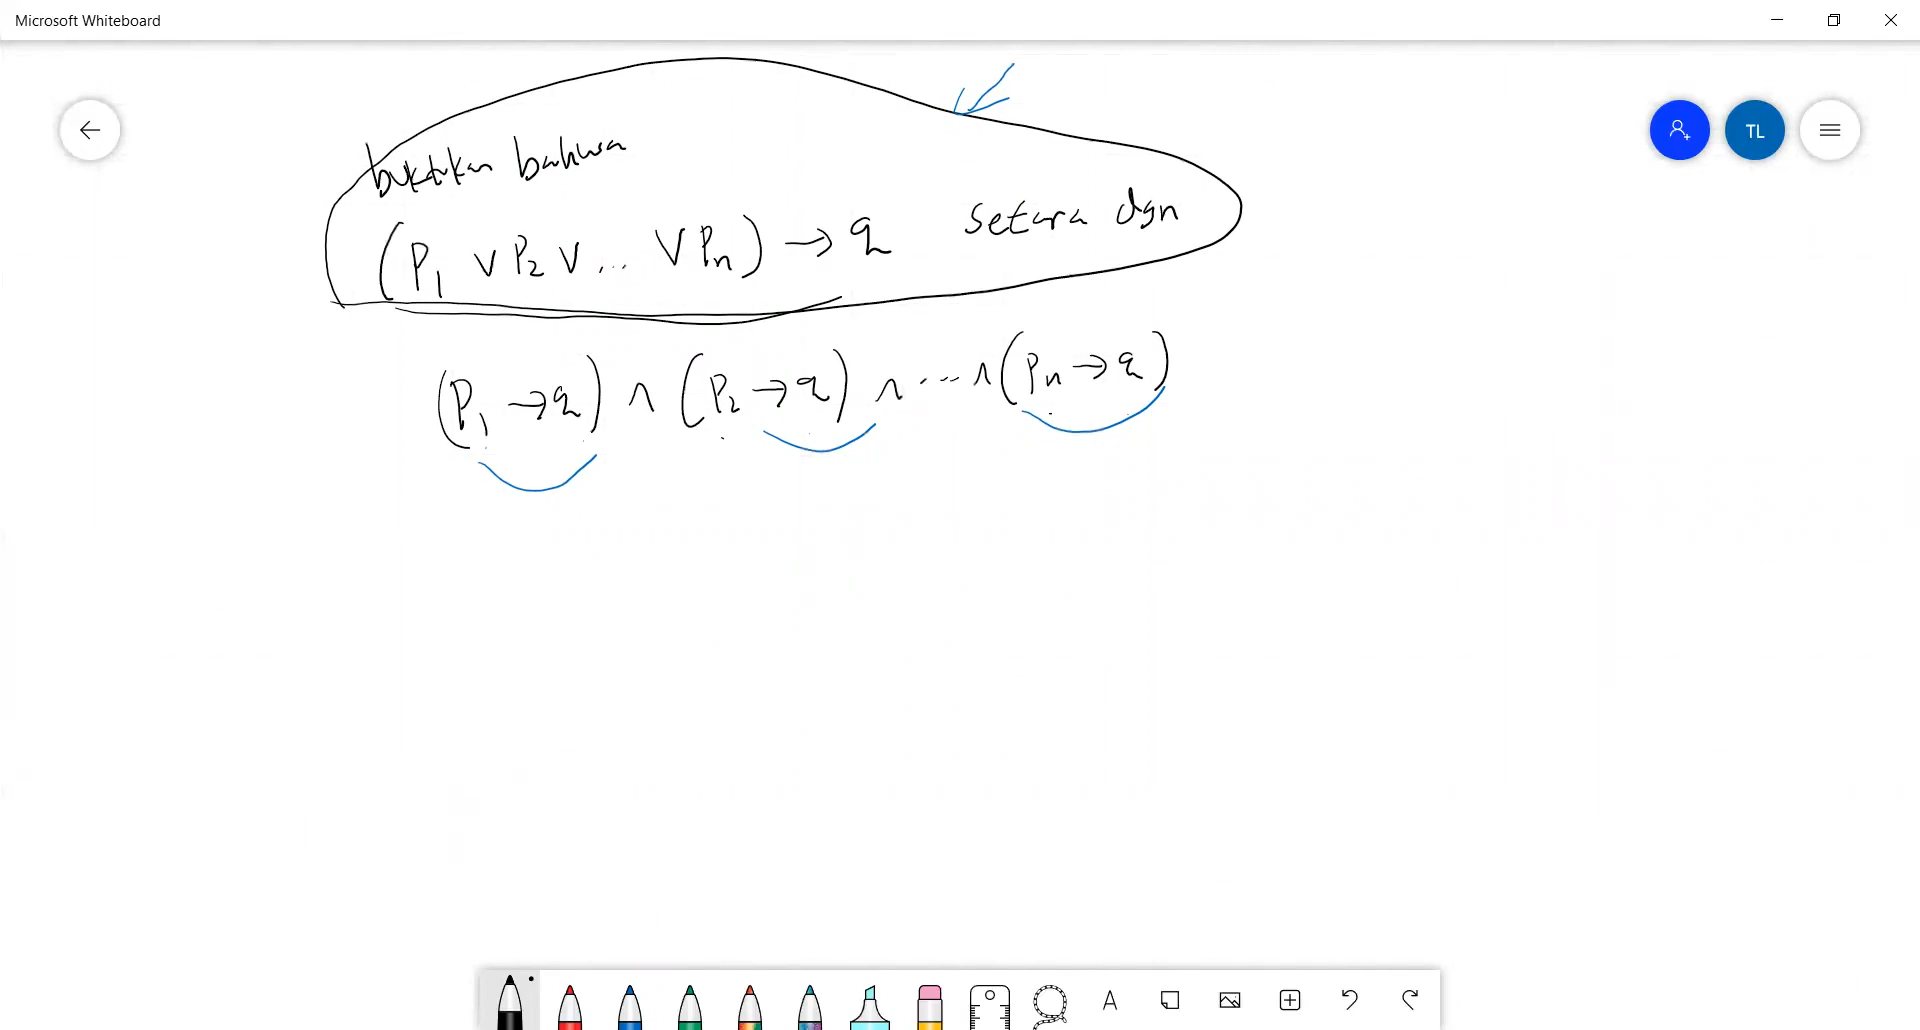 Microsoft Whiteboard
TL
buktikan bahwa
(P₁ ∨ P₂ ∨ ... ∨ Pₙ) → q setara dgn
(P₁ → q) ∧ (P₂ → q) ∧ ... ∧ (Pₙ → q)
A